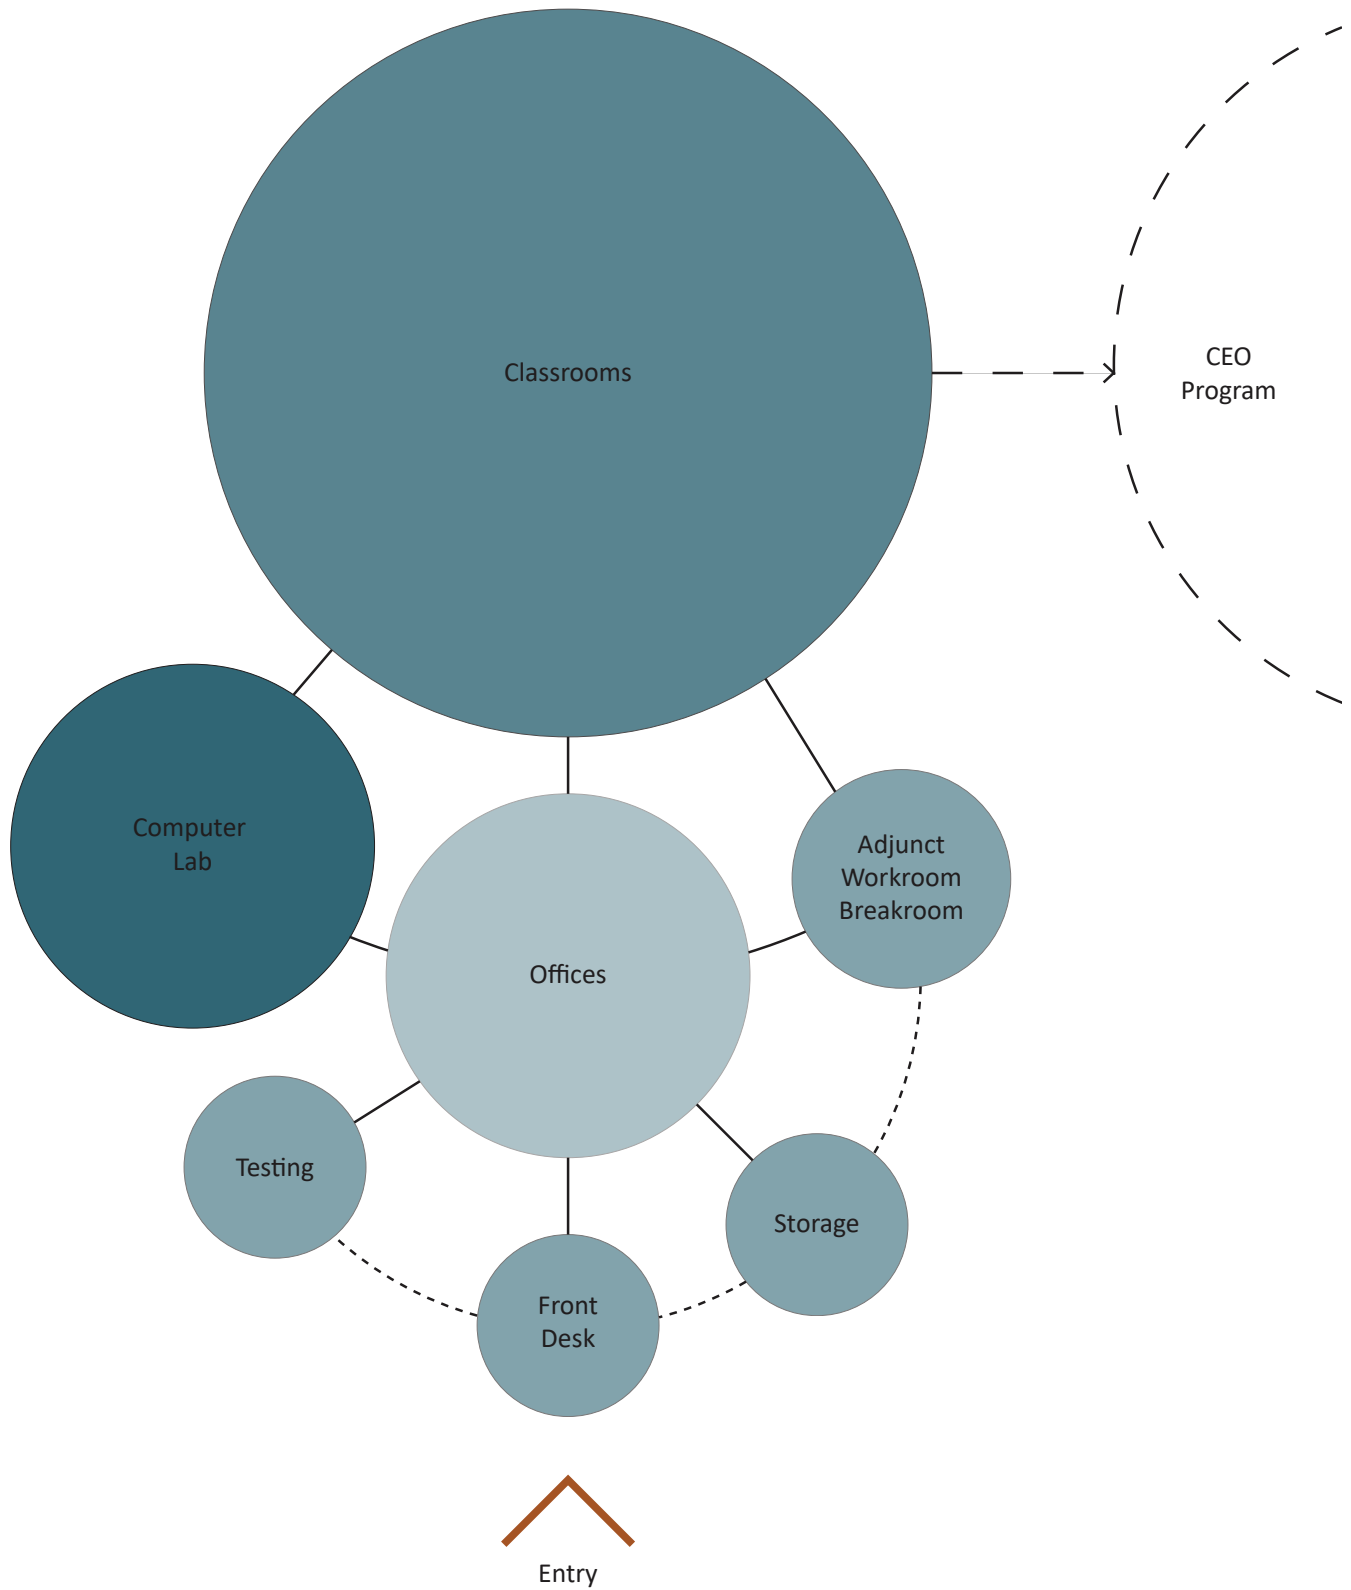 Classrooms
CEO
Program
Computer
Lab
Adjunct
Workroom
Breakroom
Offices
Testing
Storage
Front
Desk
Entry